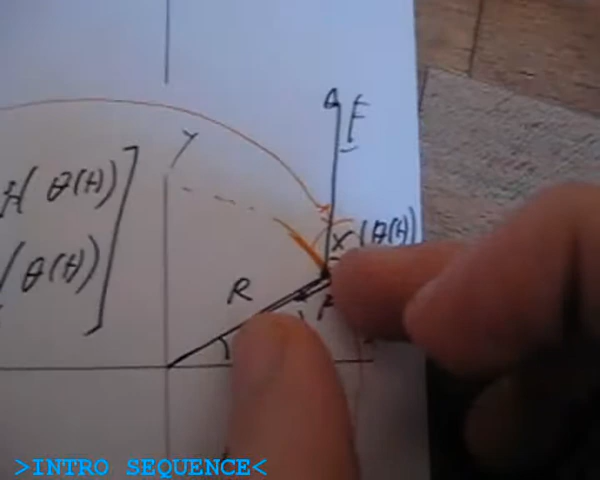 F
Y
θ(t))
X(θ(t))
(θ(t))
R
>INTRO SEQUENCE<